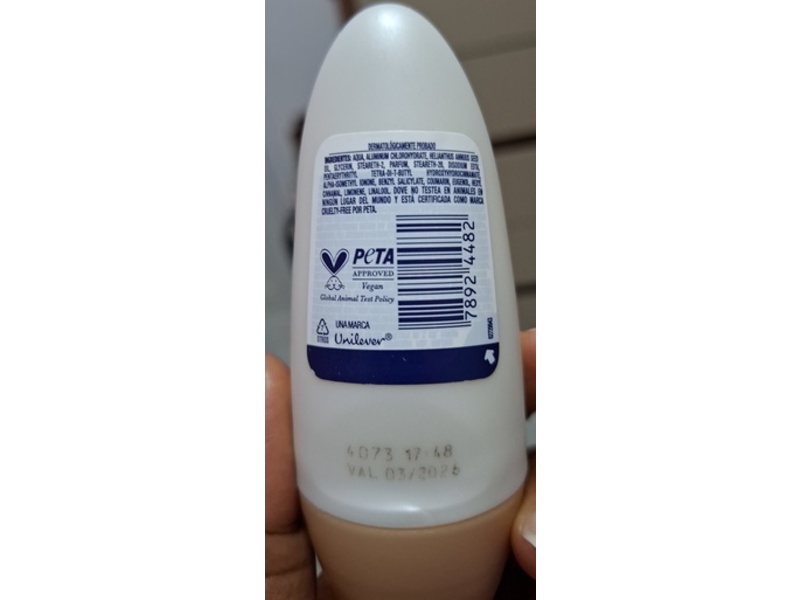 DERMATOLÓGICAMENTE PROBADO
INGREDIENTES: AQUA, ALUMINUM CHLOROHYDRATE, HELIANTHUS ANNUUS SEED
OIL, GLYCERIN, STEARETH-2, PARFUM, STEARETH-20, DISODIUM EDTA,
PENTAERYTHRITYL TETRA-DI-T-BUTYL HYDROXYHYDROCINNAMATE,
ALPHA-ISOMETHYL IONONE, BENZYL SALICYLATE, COUMARIN, EUGENOL, HEXYL
CINNAMAL, LIMONENE, LINALOOL. DOVE NO TESTEA EN ANIMALES EN
NINGÚN LUGAR DEL MUNDO Y ESTÁ CERTIFICADA COMO MARCA
CRUELTY-FREE POR PETA.
PETA
APPROVED
Vegan
Global Animal Test Policy
7892 4482
UNA MARCA
Unilever®
4073 17:48
VAL 03/2026